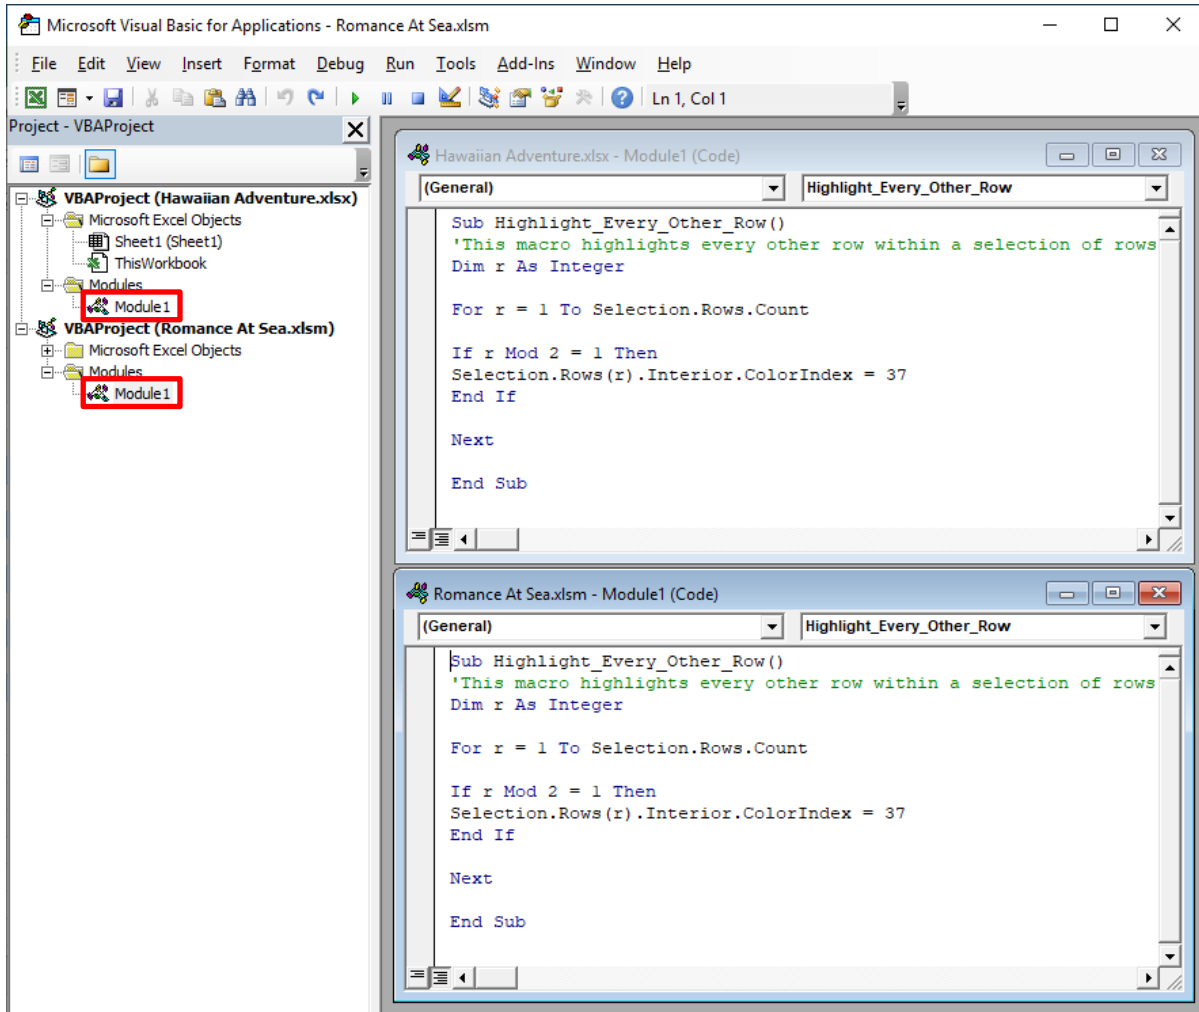 Microsoft Visual Basic for Applications - Romance At Sea.xlsm
File Edit View Insert Format Debug Run Tools Add-Ins Window Help
Ln 1, Col 1
Project - VBAProject
VBAProject (Hawaiian Adventure.xlsx)
Microsoft Excel Objects
Sheet1 (Sheet1)
ThisWorkbook
Modules
Module1
VBAProject (Romance At Sea.xlsm)
Microsoft Excel Objects
Modules
Module1
Hawaiian Adventure.xlsx - Module1 (Code)
(General) Highlight_Every_Other_Row
Sub Highlight_Every_Other_Row()
'This macro highlights every other row within a selection of rows
Dim r As Integer
For r = 1 To Selection.Rows.Count
If r Mod 2 = 1 Then
Selection.Rows(r).Interior.ColorIndex = 37
End If
Next
End Sub
Romance At Sea.xlsm - Module1 (Code)
(General) Highlight_Every_Other_Row
Sub Highlight_Every_Other_Row()
'This macro highlights every other row within a selection of rows
Dim r As Integer
For r = 1 To Selection.Rows.Count
If r Mod 2 = 1 Then
Selection.Rows(r).Interior.ColorIndex = 37
End If
Next
End Sub